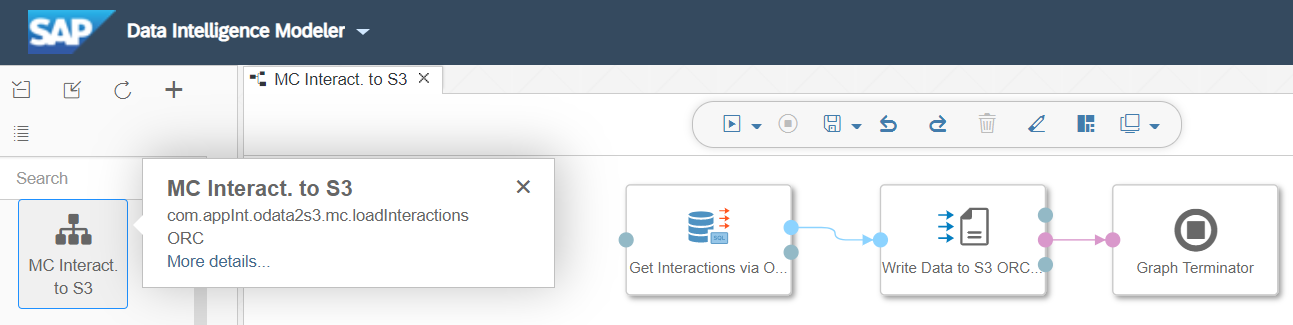 SAP Data Intelligence Modeler
MC Interact. to S3
Search
MC Interact.
to S3
MC Interact. to S3
com.appInt.odata2s3.mc.loadInteractions
ORC
More details...
SQL
Get Interactions via O...
Write Data to S3 ORC...
Graph Terminator